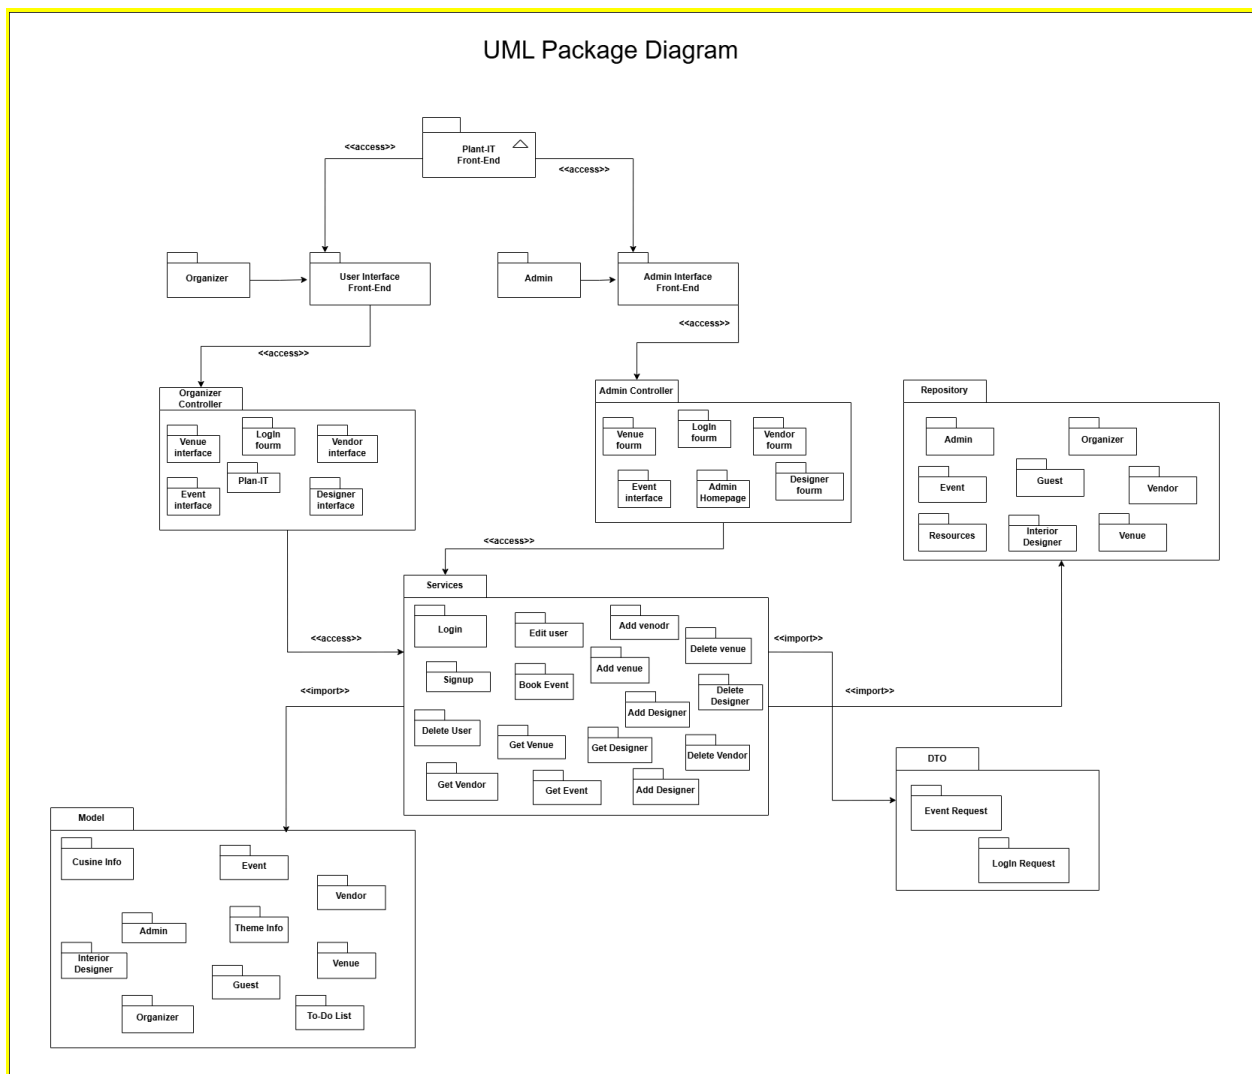 UML Package Diagram
Plant-IT
Front-End
<<access>>
<<access>>
Organizer
User Interface
Front-End
Admin
Admin Interface
Front-End
<<access>>
<<access>>
Organizer
Controller
Venue
interface
LogIn
fourm
Vendor
interface
Plan-IT
Event
interface
Designer
interface
Admin Controller
Venue
fourm
LogIn
fourm
Vendor
fourm
Event
interface
Admin
Homepage
Designer
fourm
Repository
Admin
Organizer
Event
Guest
Vendor
Resources
Interior
Designer
Venue
<<access>>
<<access>>
Services
Login
Edit user
Add venodr
Delete venue
Signup
Book Event
Add venue
Delete
Designer
Add Designer
Delete User
Get Venue
Get Designer
Delete Vendor
Get Vendor
Get Event
Add Designer
<<import>>
<<import>>
<<import>>
DTO
Event Request
LogIn Request
Model
Cusine Info
Event
Vendor
Admin
Theme Info
Interior
Designer
Venue
Guest
Organizer
To-Do List